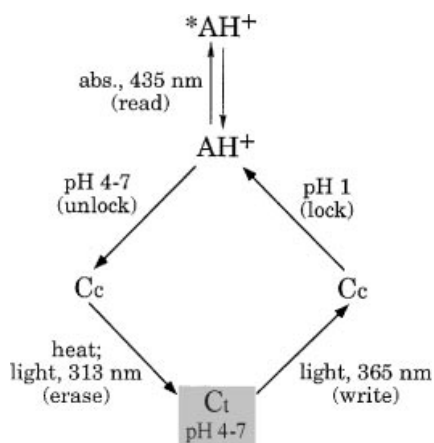 *AH+
abs., 435 nm
(read)
AH+
pH 4-7
(unlock)
pH 1
(lock)
Cc
Cc
heat;
light, 313 nm
(erase)
light, 365 nm
(write)
Ct
pH 4-7